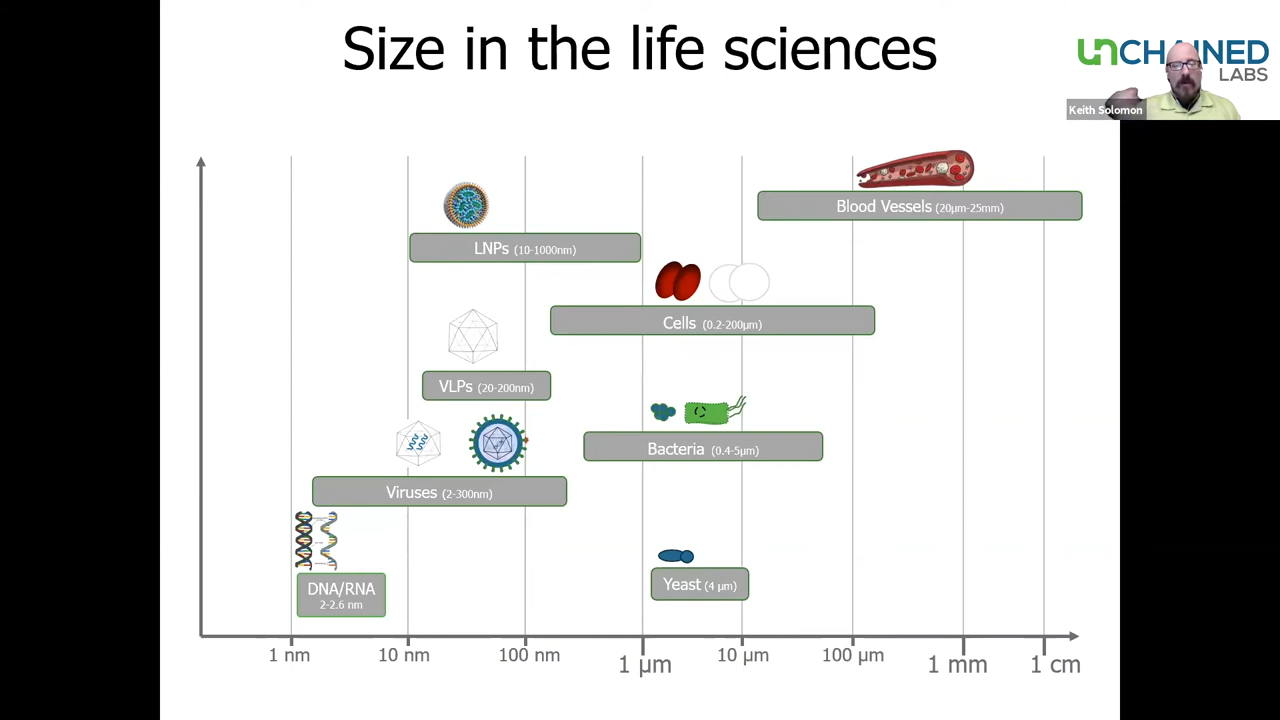 Size in the life sciences
UNCHAINED
LABS
Keith Solomon
Blood Vessels (20µm-25mm)
LNPs (10-1000nm)
Cells (0.2-200µm)
VLPs (20-200nm)
Bacteria (0.4-5µm)
Viruses (2-300nm)
DNA/RNA
2-2.6 nm
Yeast (4 µm)
1 nm
10 nm
100 nm
1 µm
10 µm
100 µm
1 mm
1 cm